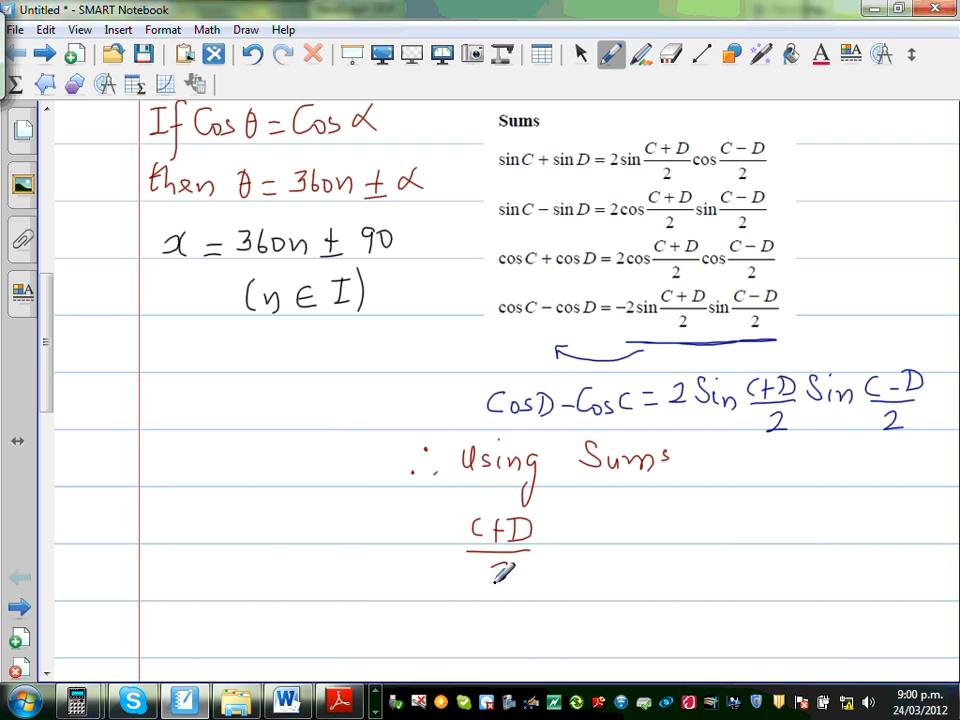 Untitled * - SMART Notebook
File Edit View Insert Format Math Draw Help
If Cos θ = Cos α
then θ = 360n ± α
x = 360n ± 90
(n ∈ I)
Sums
sin C + sin D = 2 sin (C + D)/2 cos (C − D)/2
sin C − sin D = 2 cos (C + D)/2 sin (C − D)/2
cos C + cos D = 2 cos (C + D)/2 cos (C − D)/2
cos C − cos D = −2 sin (C + D)/2 sin (C − D)/2
CosD - CosC = 2 Sin (C+D)/2 Sin (C-D)/2
∴ Using Sums
C+D
9:00 p.m.
24/03/2012